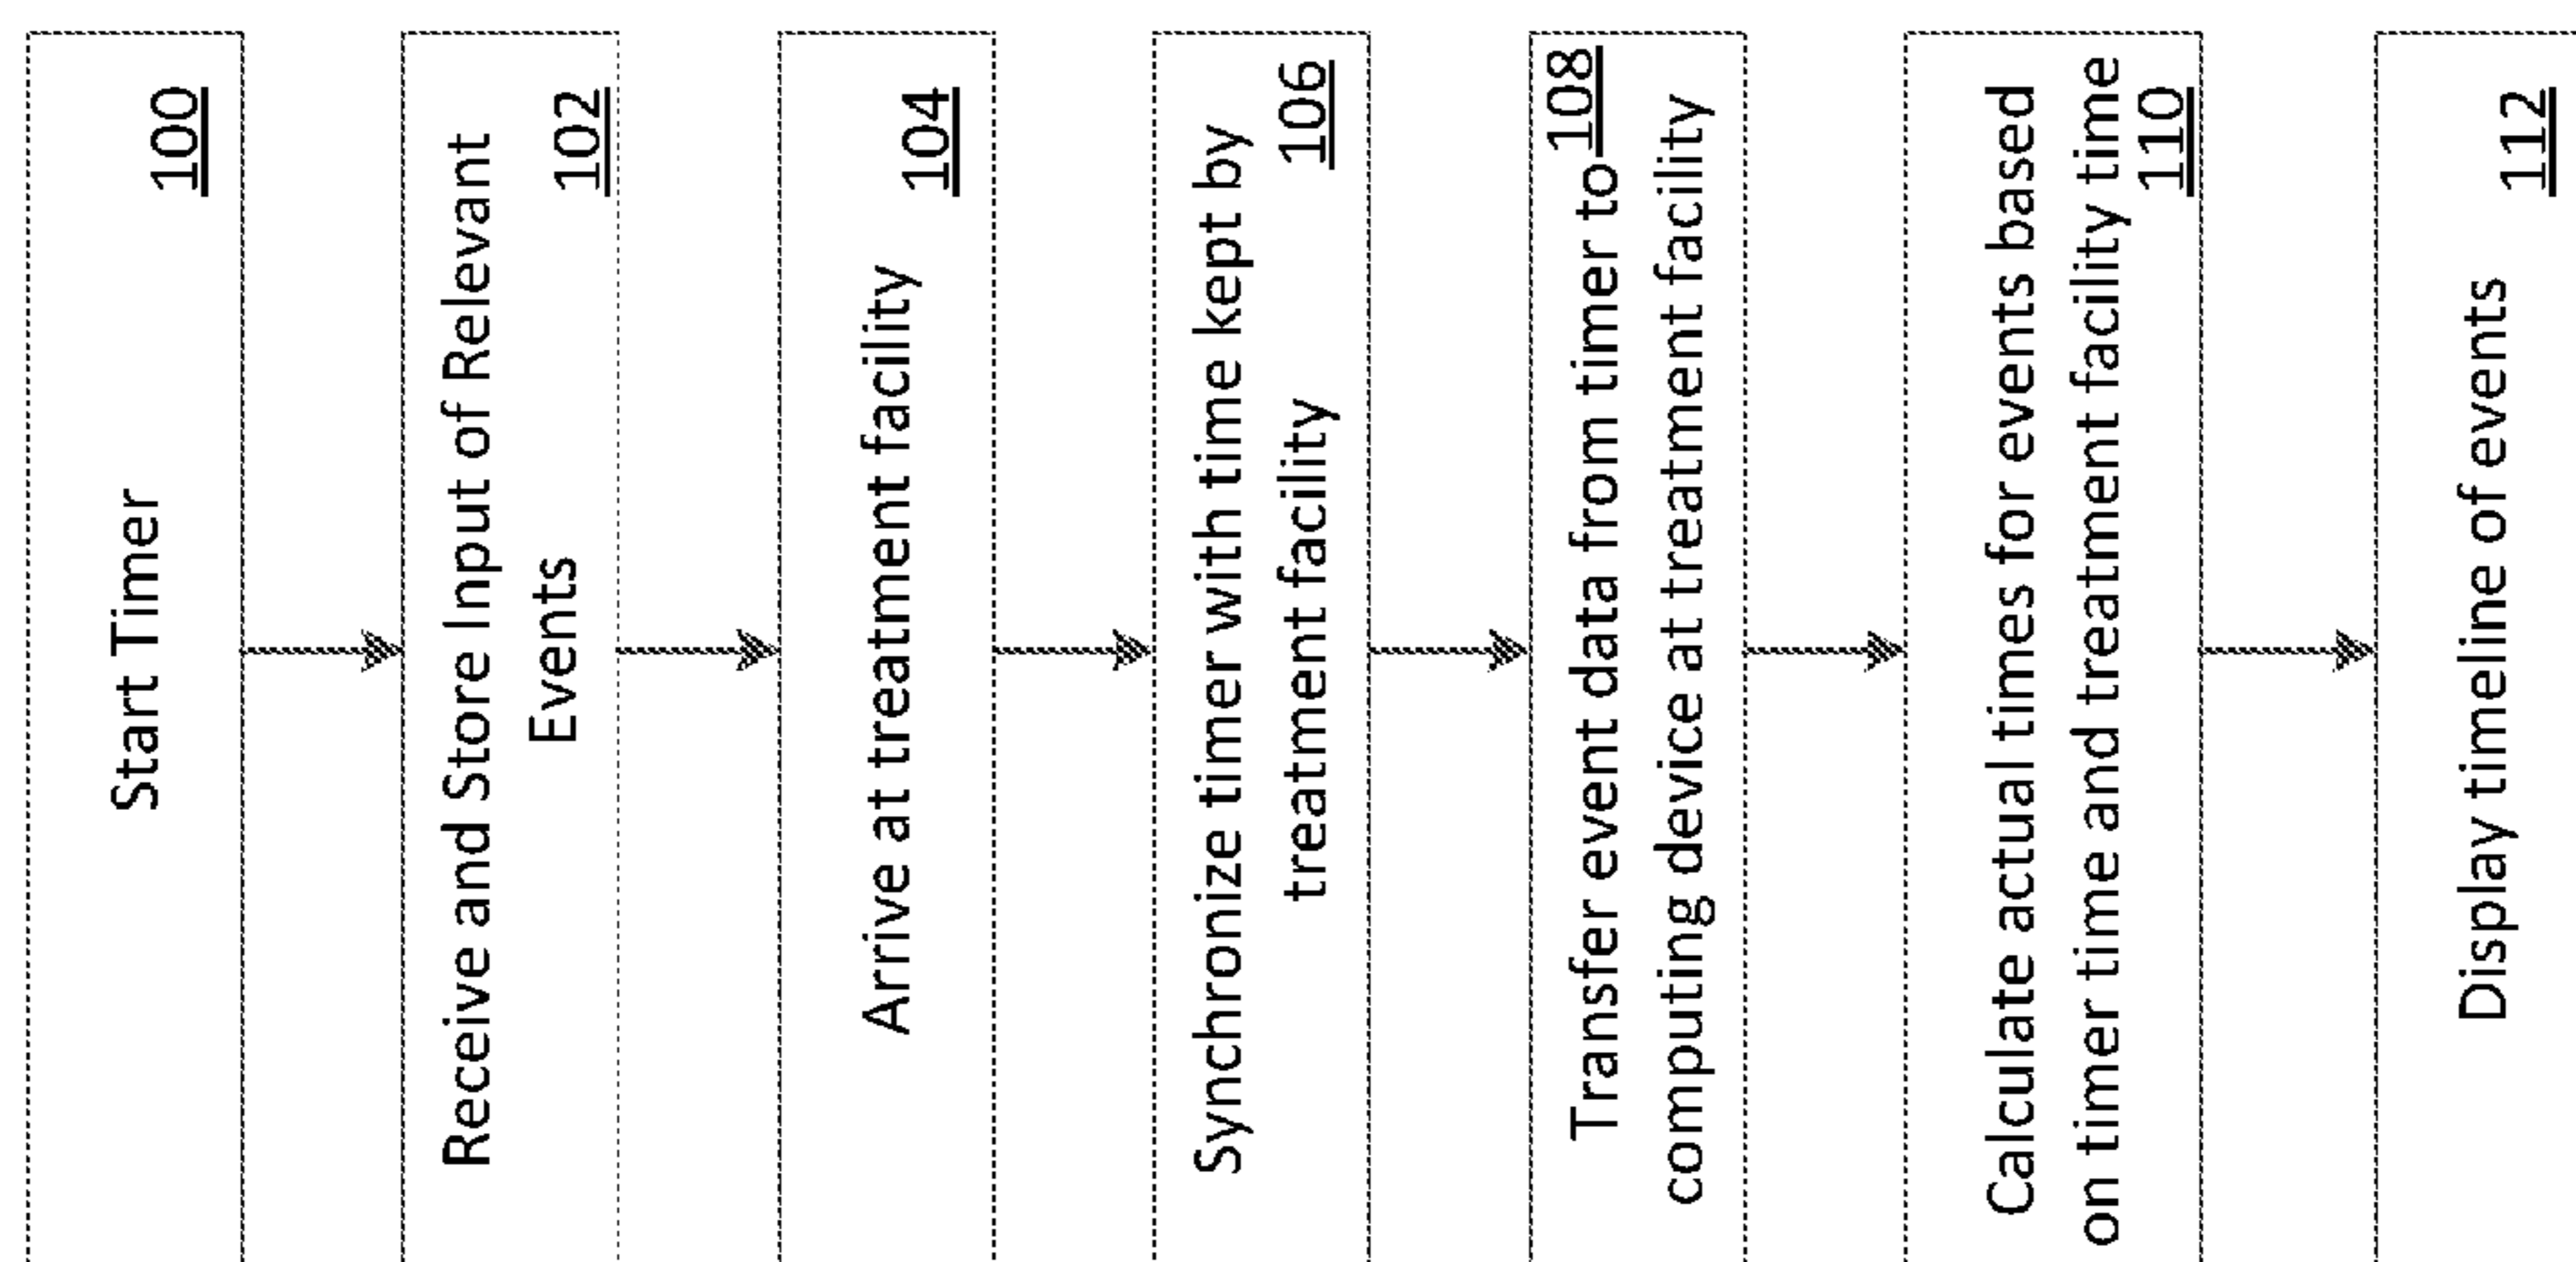 Start Timer
100
Receive and Store Input of Relevant
Events
102
Arrive at treatment facility
104
Synchronize timer with time kept by
treatment facility
106
Transfer event data from timer to
108
computing device at treatment facility
Calculate actual times for events based
on timer time and treatment facility time
110
Display timeline of events
112